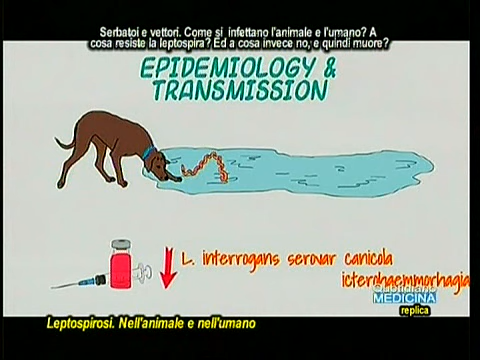 Serbatoi e vettori. Come si infettano l'animale e l'umano? A
cosa resiste la leptospira? Ed a cosa invece no, e quindi muore?
EPIDEMIOLOGY &
TRANSMISSION
L. interrogans serovar canicola
icterohaemmorhagia
Quotidiano
MEDICINA
replica
Leptospirosi. Nell'animale e nell'umano